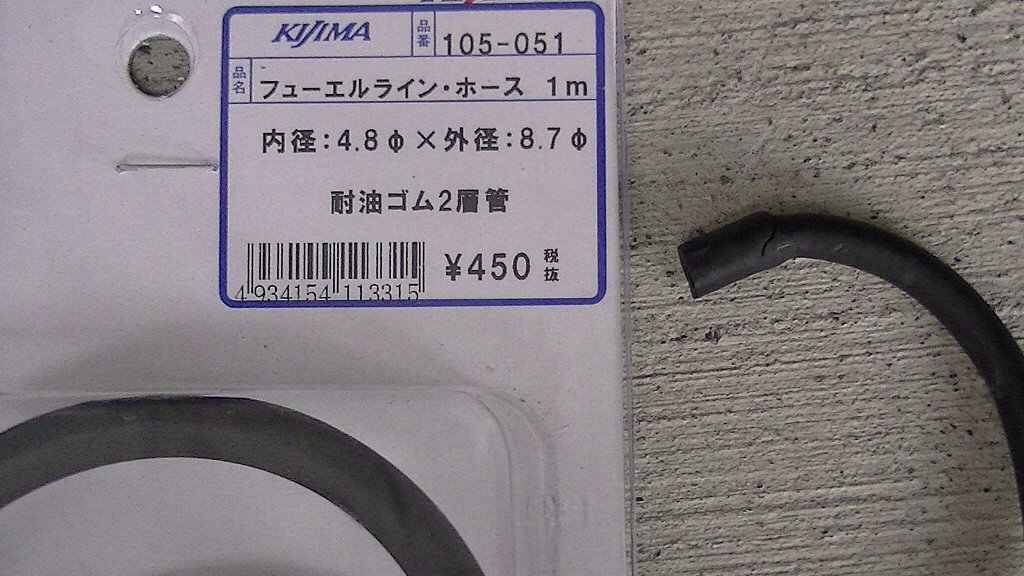 KIJIMA 品番 105-051
品名 フューエルライン・ホース 1m
内径:4.8φ×外径:8.7φ
耐油ゴム2層管
¥450 税抜
4 934154 113315